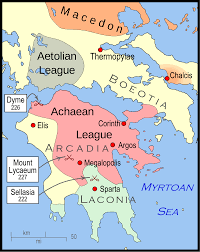 Macedon
Aetolian
League
Thermopylae
BOEOTIA
Chalcis
Dyme
226
Achaean
League
Elis
Corinth
ARCADIA
Argos
Mount
Lycaeum
227
Megalopolis
Sellasia
222
Sparta
LACONIA
MYRTOAN
SEA
km
50